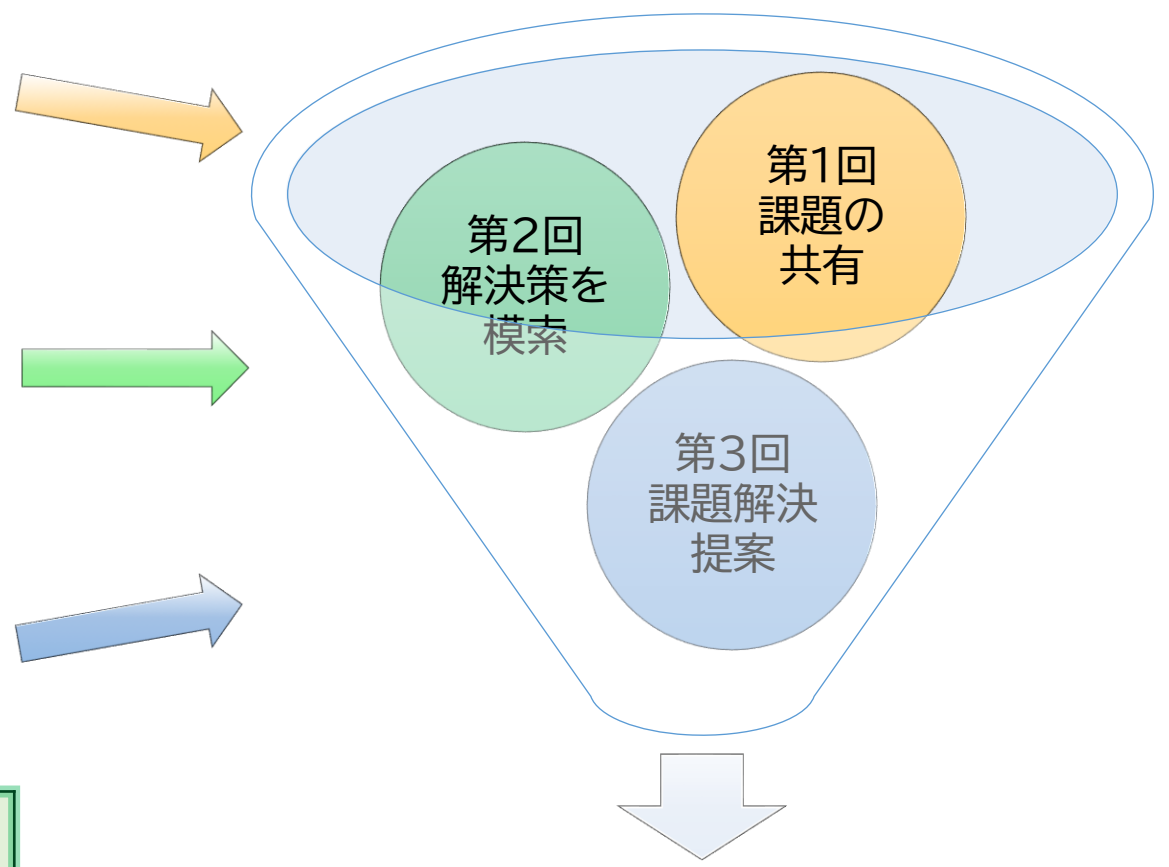 第1回
課題の
共有
第2回
解決策を
模索
第3回
課題解決
提案